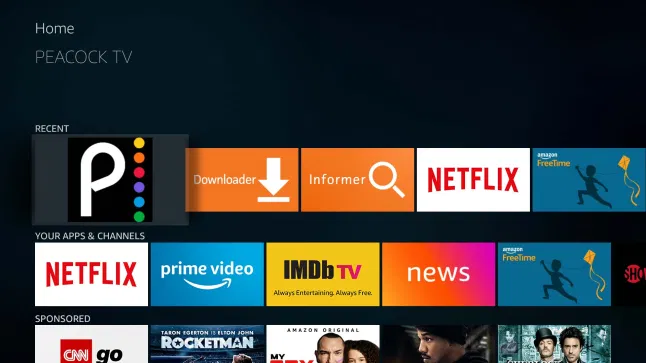 Home
PEACOCK TV
RECENT
P
Downloader
Informer
NETFLIX
amazon
FreeTime
YOUR APPS & CHANNELS
NETFLIX
prime video
IMDb TV
Always Entertaining. Always Free.
news
amazon
FreeTime
SHO
SPONSORED
CNN go
TARON EGERTON IS ELTON JOHN
ROCKETMAN
AMAZON ORIGINAL
MY